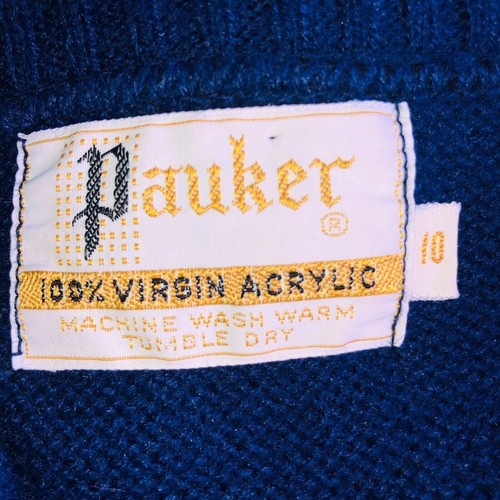 Pauker
®
100% VIRGIN ACRYLIC
MACHINE WASH WARM
TUMBLE DRY
10